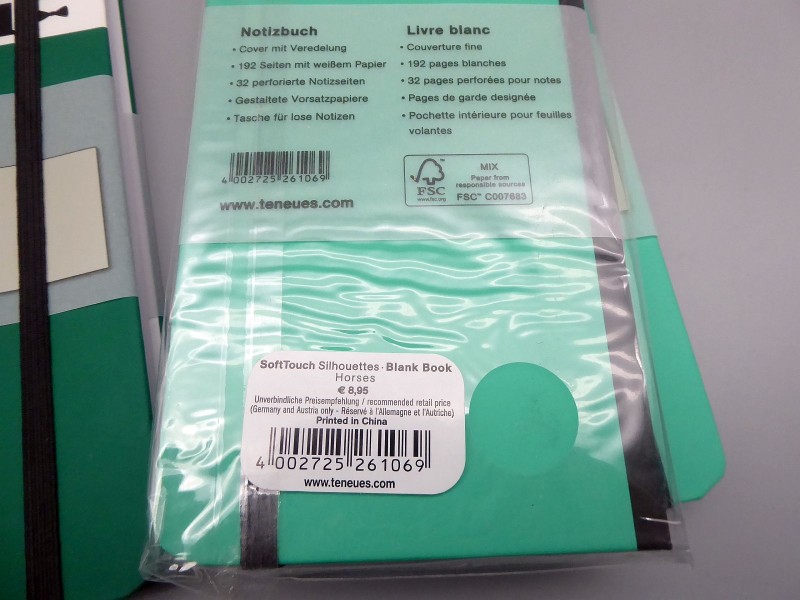 Notizbuch
• Cover mit Veredelung
• 192 Seiten mit weißem Papier
• 32 perforierte Notizseiten
• Gestaltete Vorsatzpapiere
• Tasche für lose Notizen
Livre blanc
• Couverture fine
• 192 pages blanches
• 32 pages perforées pour notes
• Pages de garde designée
• Pochette intérieure pour feuilles
volantes
4 002725 261069
www.teneues.com
FSC
www.fsc.org
MIX
Paper from
responsible sources
FSC™ C007683
SoftTouch Silhouettes · Blank Book
Horses
€ 8,95
Unverbindliche Preisempfehlung / recommended retail price
(Germany and Austria only - Réservé à l'Allemagne et l'Autriche)
Printed in China
4 002725 261069
www.teneues.com